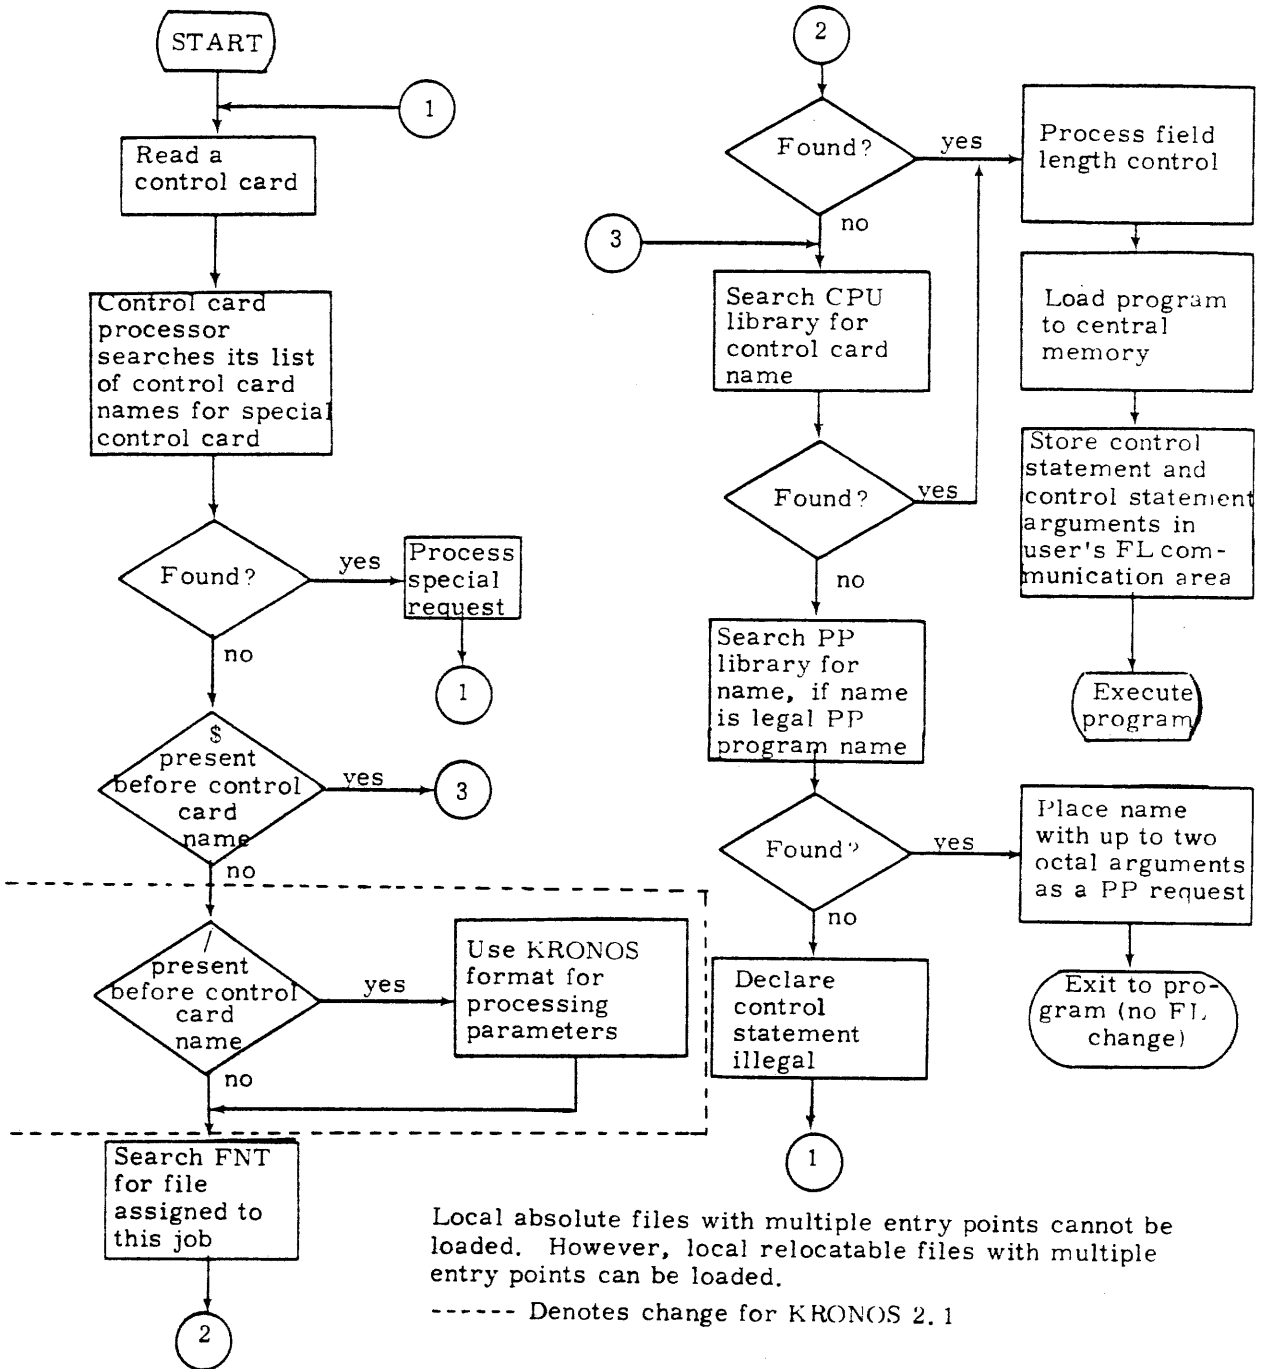 START
1
Read a
control card
Control card
processor
searches its list
of control card
names for special
control card
Found?
yes
Process
special
request
1
no
$
present
before control
card
name
yes
3
no
/
present
before control
card
name
yes
Use KRONOS
format for
processing
parameters
no
Search FNT
for file
assigned to
this job
2
2
Found?
yes
Process field
length control
no
3
Search CPU
library for
control card
name
Load program
to central
memory
Found?
yes
Store control
statement and
control statement
arguments in
user's FL com-
munication area
no
Execute
program
Search PP
library for
name, if name
is legal PP
program name
Found?
yes
Place name
with up to two
octal arguments
as a PP request
no
Exit to pro-
gram (no FL
change)
Declare
control
statement
illegal
1
Local absolute files with multiple entry points cannot be
loaded. However, local relocatable files with multiple
entry points can be loaded.
------ Denotes change for KRONOS 2.1